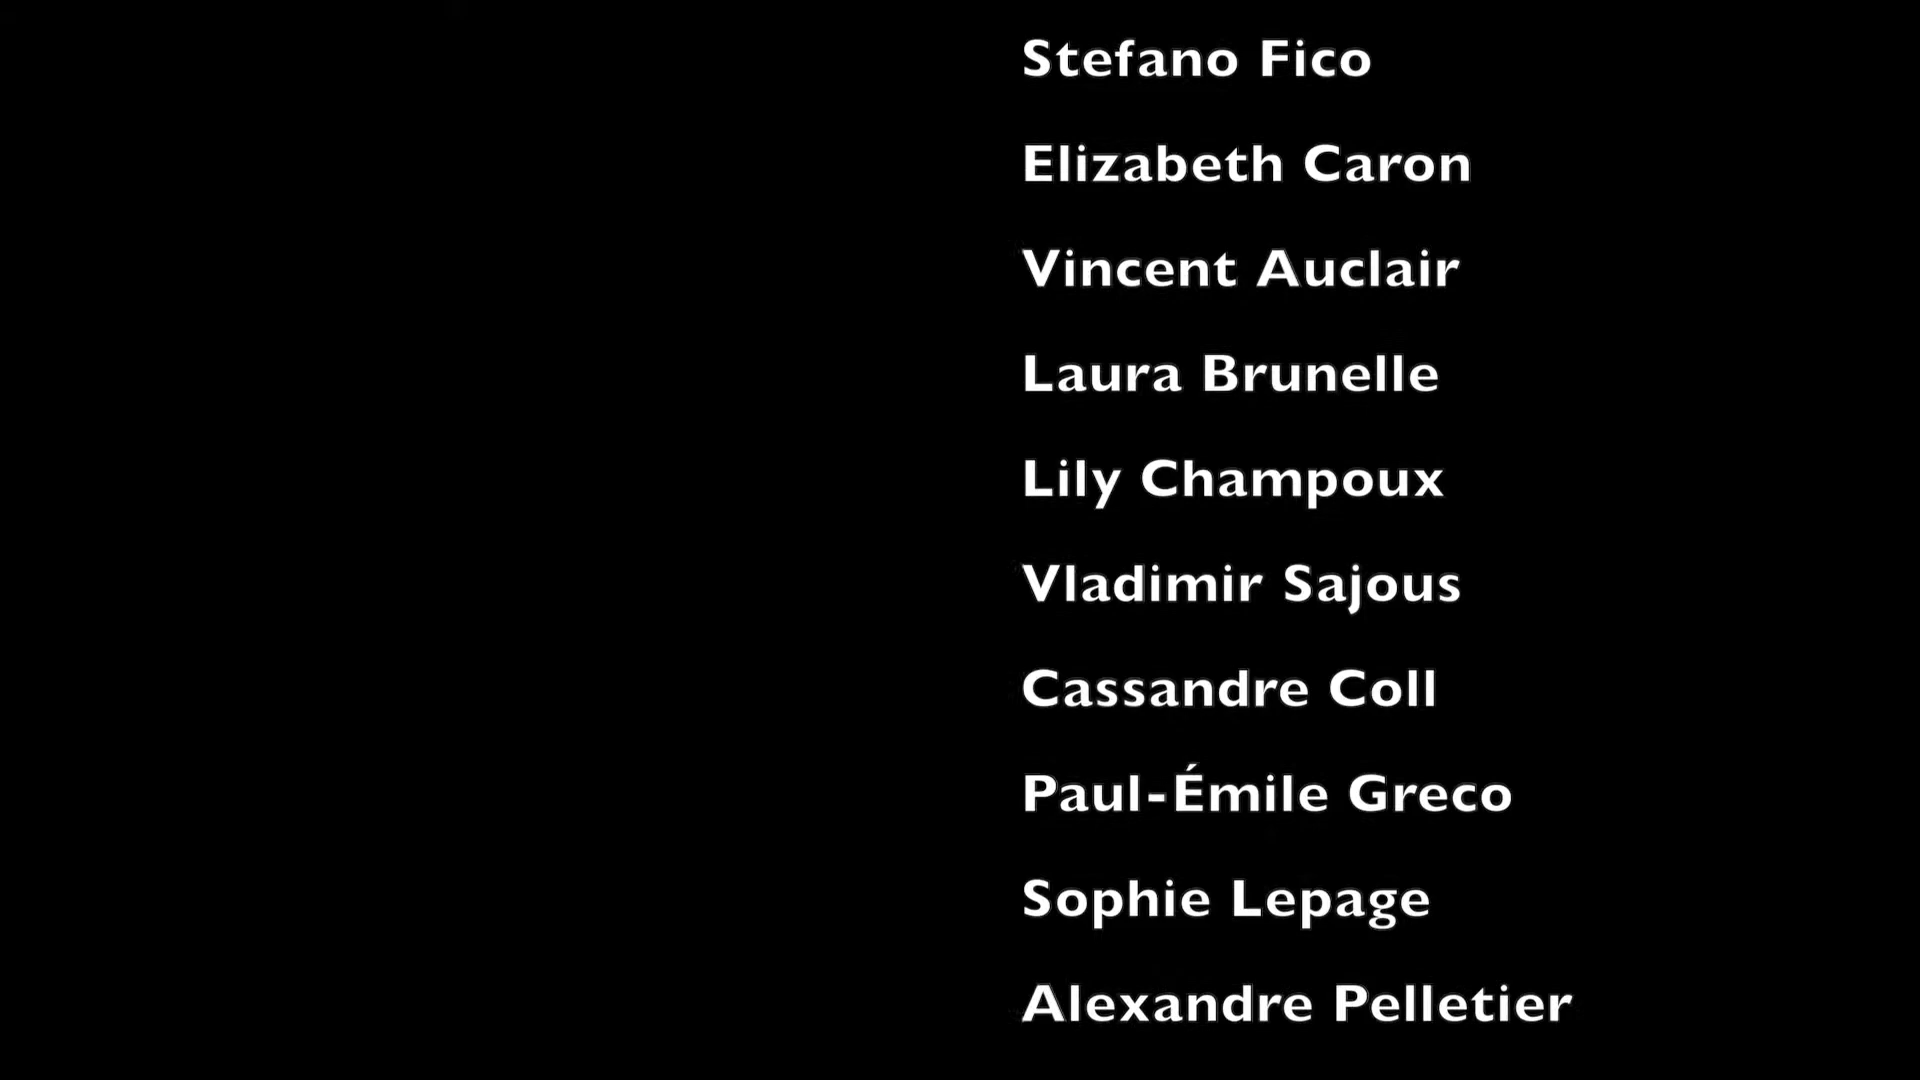 Stefano Fico
Elizabeth Caron
Vincent Auclair
Laura Brunelle
Lily Champoux
Vladimir Sajous
Cassandre Coll
Paul-Émile Greco
Sophie Lepage
Alexandre Pelletier